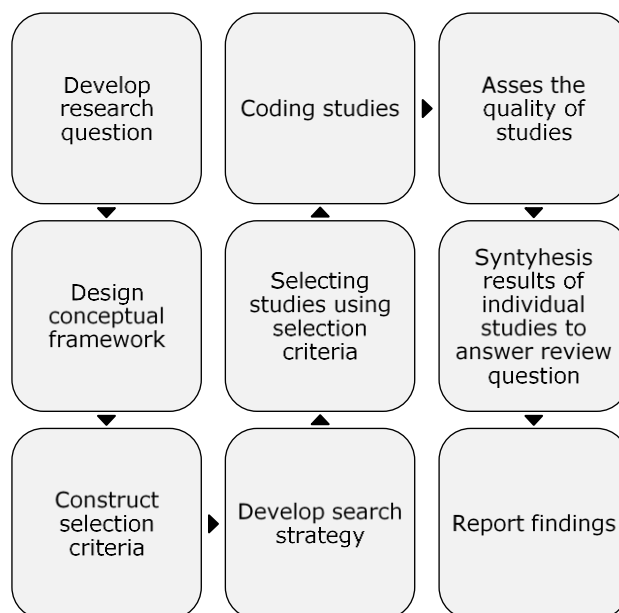 Develop
research
question
Design
conceptual
framework
Construct
selection
criteria
Develop search
strategy
Selecting
studies using
selection
criteria
Coding studies
Asses the
quality of
studies
Syntyhesis
results of
individual
studies to
answer review
question
Report findings